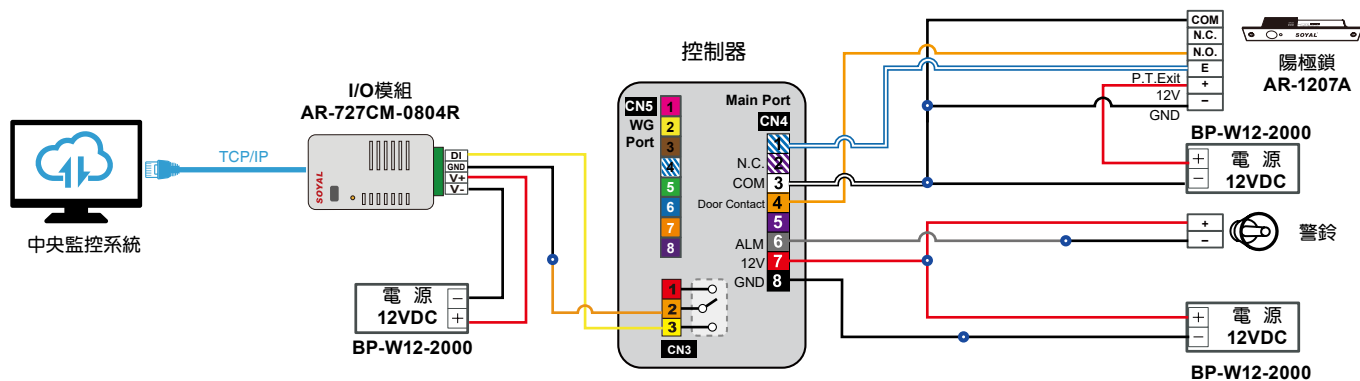 中央監控系統
TCP/IP
I/O模組
AR-727CM-0804R
SOYAL
DI
GND
V+
V-
電 源
12VDC
−
+
BP-W12-2000
控制器
CN5
WG
Port
1
2
3
4
5
6
7
8
Main Port
CN4
1
N.C.
2
COM
3
Door Contact
4
5
ALM
6
12V
7
GND
8
1
2
3
CN3
COM
N.C.
N.O.
E
+
−
P.T.Exit
12V
GND
SOYAL
陽極鎖
AR-1207A
BP-W12-2000
+
−
電 源
12VDC
+
−
警鈴
+
−
電 源
12VDC
BP-W12-2000